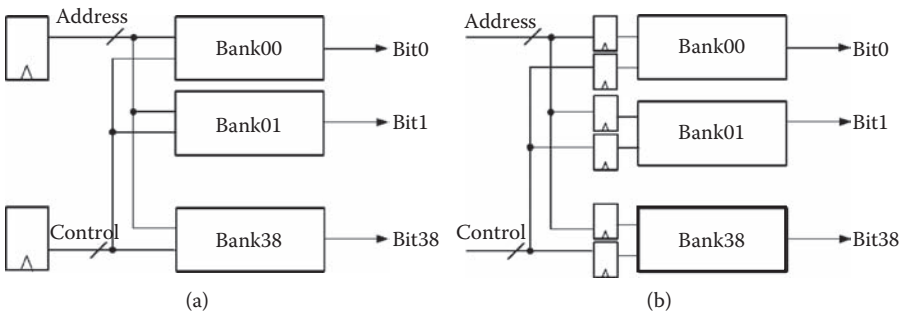 Address
Bank00
Bit0
Bank01
Bit1
Control
Bank38
Bit38
(a)
Address
Bank00
Bit0
Bank01
Bit1
Control
Bank38
Bit38
(b)